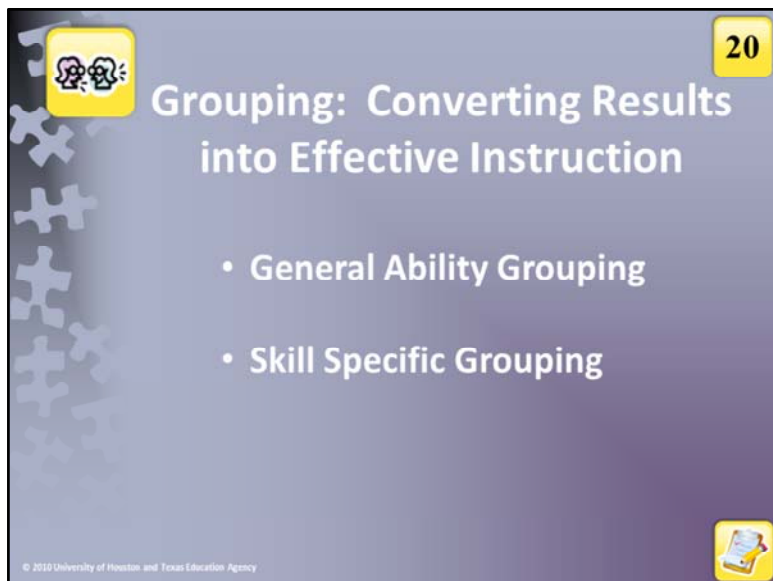 20
Grouping:  Converting Results
into Effective Instruction
• General Ability Grouping
• Skill Specific Grouping
© 2010 University of Houston and Texas Education Agency